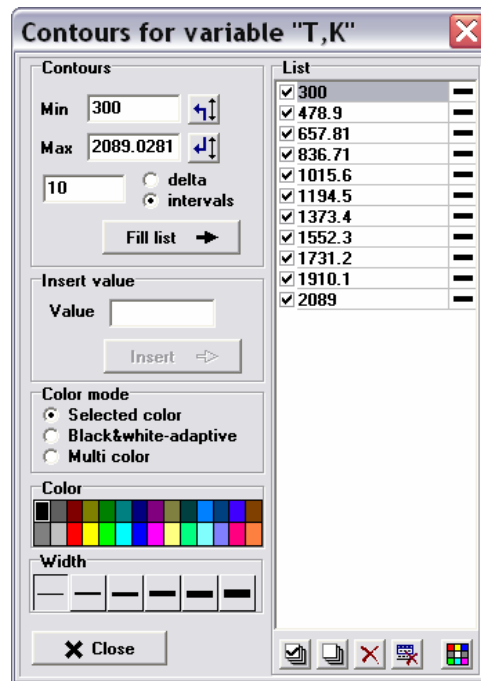 Contours for variable "T,K"
Contours
Min 300
Max 2089.0281
10
delta
intervals
Fill list
Insert value
Value
Insert
Color mode
Selected color
Black&white-adaptive
Multi color
Color
Width
Close
List
300
478.9
657.81
836.71
1015.6
1194.5
1373.4
1552.3
1731.2
1910.1
2089